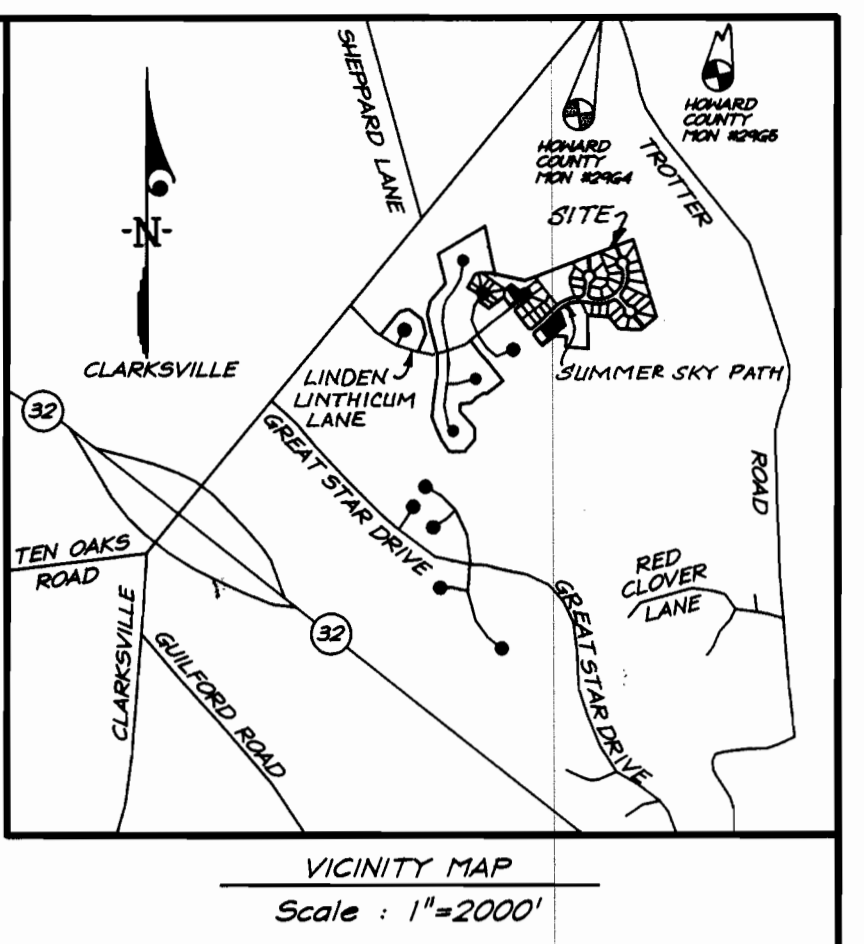 SHEPPARD LANE
HOWARD
COUNTY
MON #29G5
HOWARD
COUNTY
MON #29G4
TROTTER
SITE
-N-
CLARKSVILLE
LINDEN
LINTHICUM
LANE
SUMMER SKY PATH
32
GREAT STAR DRIVE
ROAD
TEN OAKS
ROAD
RED
CLOVER
LANE
GREAT STAR DRIVE
CLARKSVILLE
GUILFORD ROAD
32
VICINITY MAP
Scale : 1"=2000'